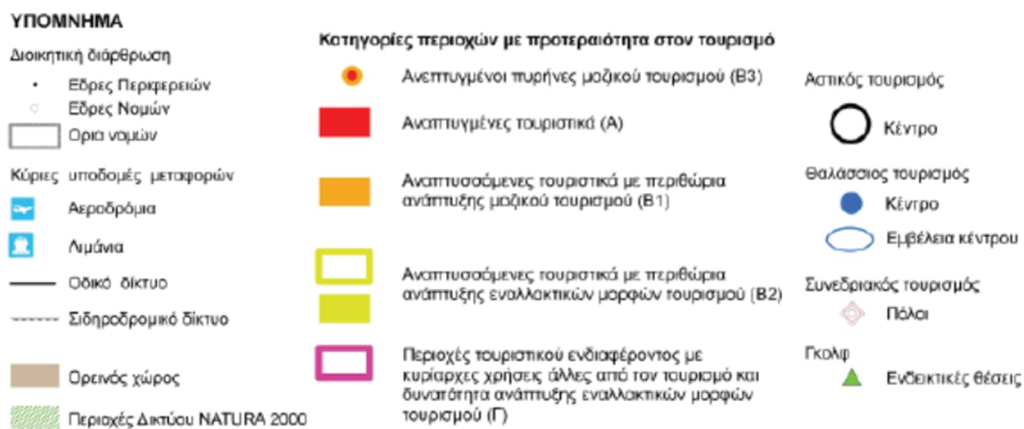 ΥΠΟΜΝΗΜΑ
Διοικητική διάρθρωση
Εδρες Περιφερειών
Εδρες Νομών
Ορια νομών
Κύριες υποδομές μεταφορών
Αεροδρόμια
Λιμάνια
Οδικό δίκτυο
Σιδηροδρομικό δίκτυο
Ορεινός χώρος
Περιοχές Δικτύου NATURA 2000
Κατηγορίες περιοχών με προτεραιότητα στον τουρισμό
Ανεπτυγμένοι πυρήνες μαζικού τουρισμού (Β3)
Αναπτυγμένες τουριστικά (Α)
Αναπτυσσόμενες τουριστικά με περιθώρια
ανάπτυξης μαζικού τουρισμού (Β1)
Αναπτυσσόμενες τουριστικά με περιθώρια
ανάπτυξης εναλλακτικών μορφών τουρισμού (Β2)
Περιοχές τουριστικού ενδιαφέροντος με
κυρίαρχες χρήσεις άλλες από τον τουρισμό και
δυνατότητα ανάπτυξης εναλλακτικών μορφών
τουρισμού (Γ)
Αστικός τουρισμός
Κέντρο
Θαλάσσιος τουρισμός
Κέντρο
Εμβέλεια κέντρου
Συνεδριακός τουρισμός
Πόλοι
Γκολφ
Ενδεικτικές θέσεις